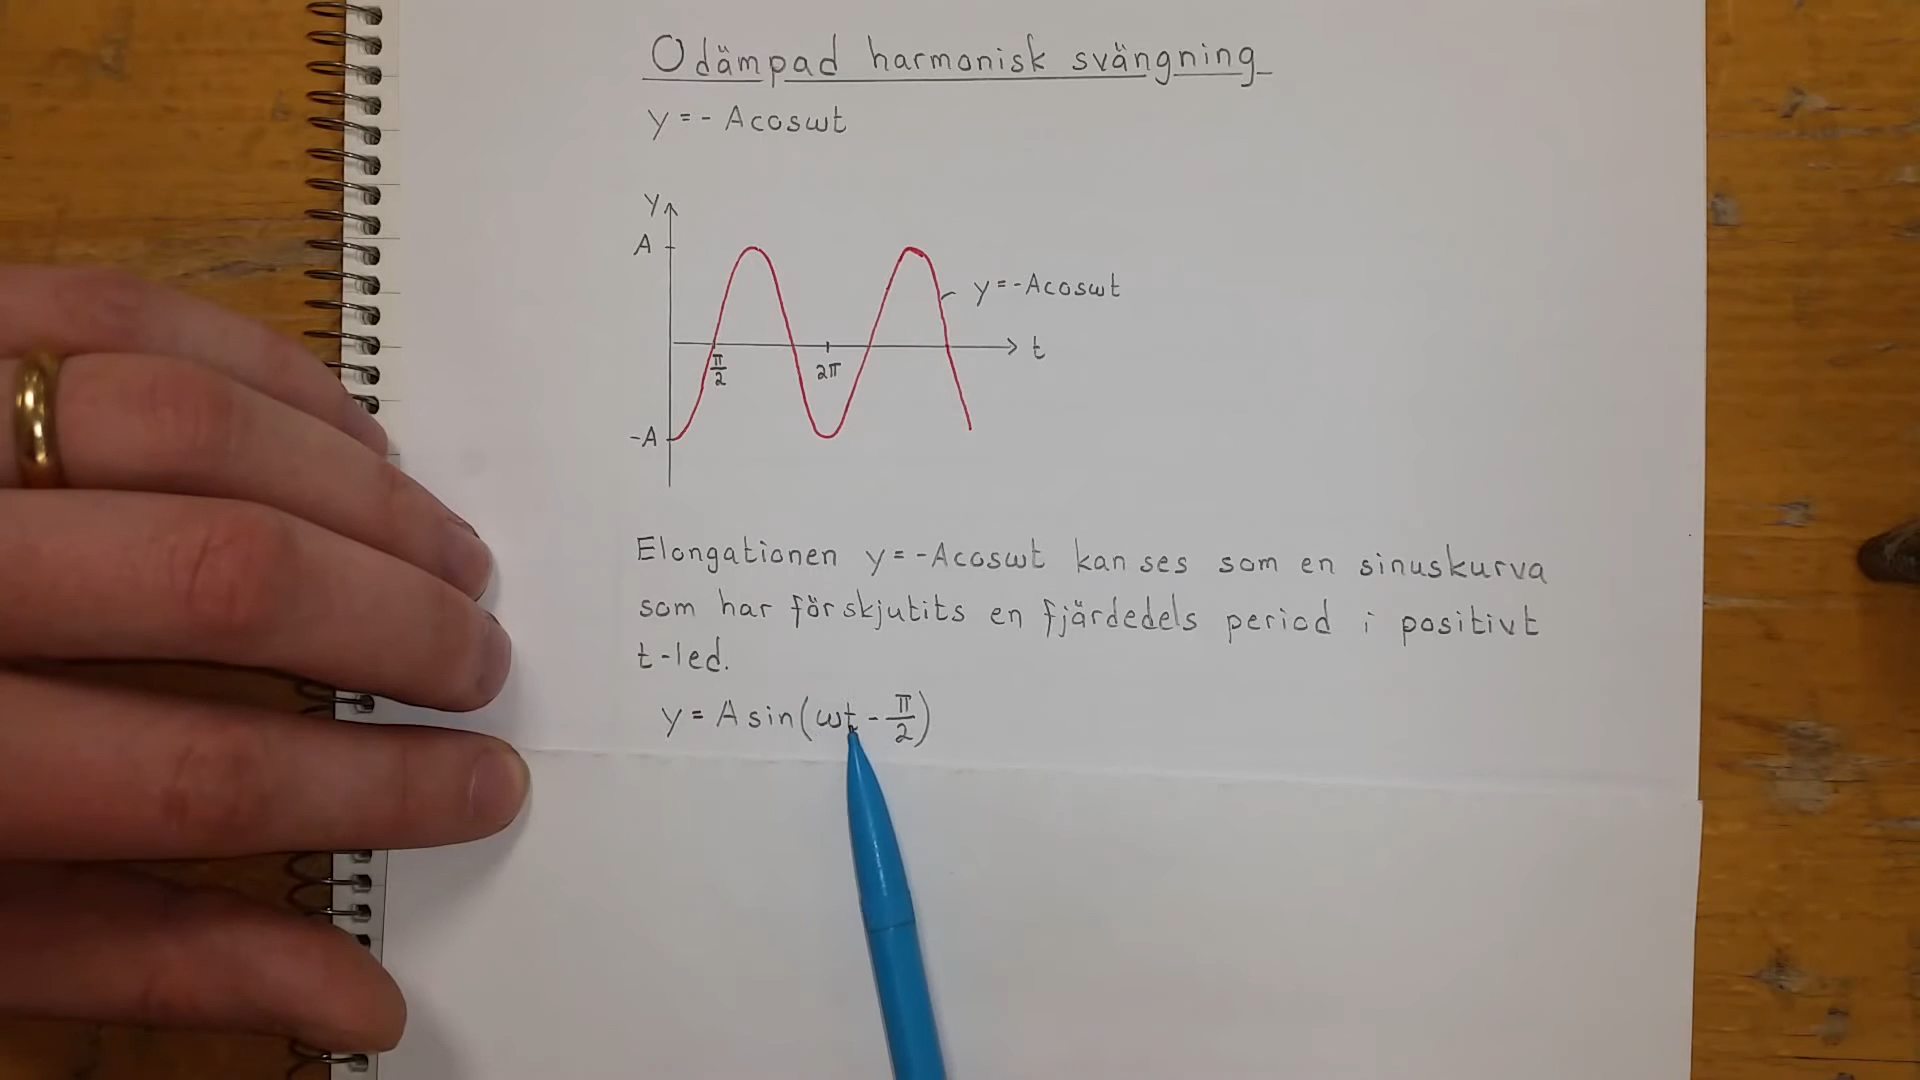 Odämpad harmonisk svängning
y = - Acosωt
y
A
y = -Acosωt
t
π/2
2π
-A
Elongationen y = -Acosωt kan ses som en sinuskurva
som har förskjutits en fjärdedels period i positivt
t-led.
y = A sin(ωt - π/2)